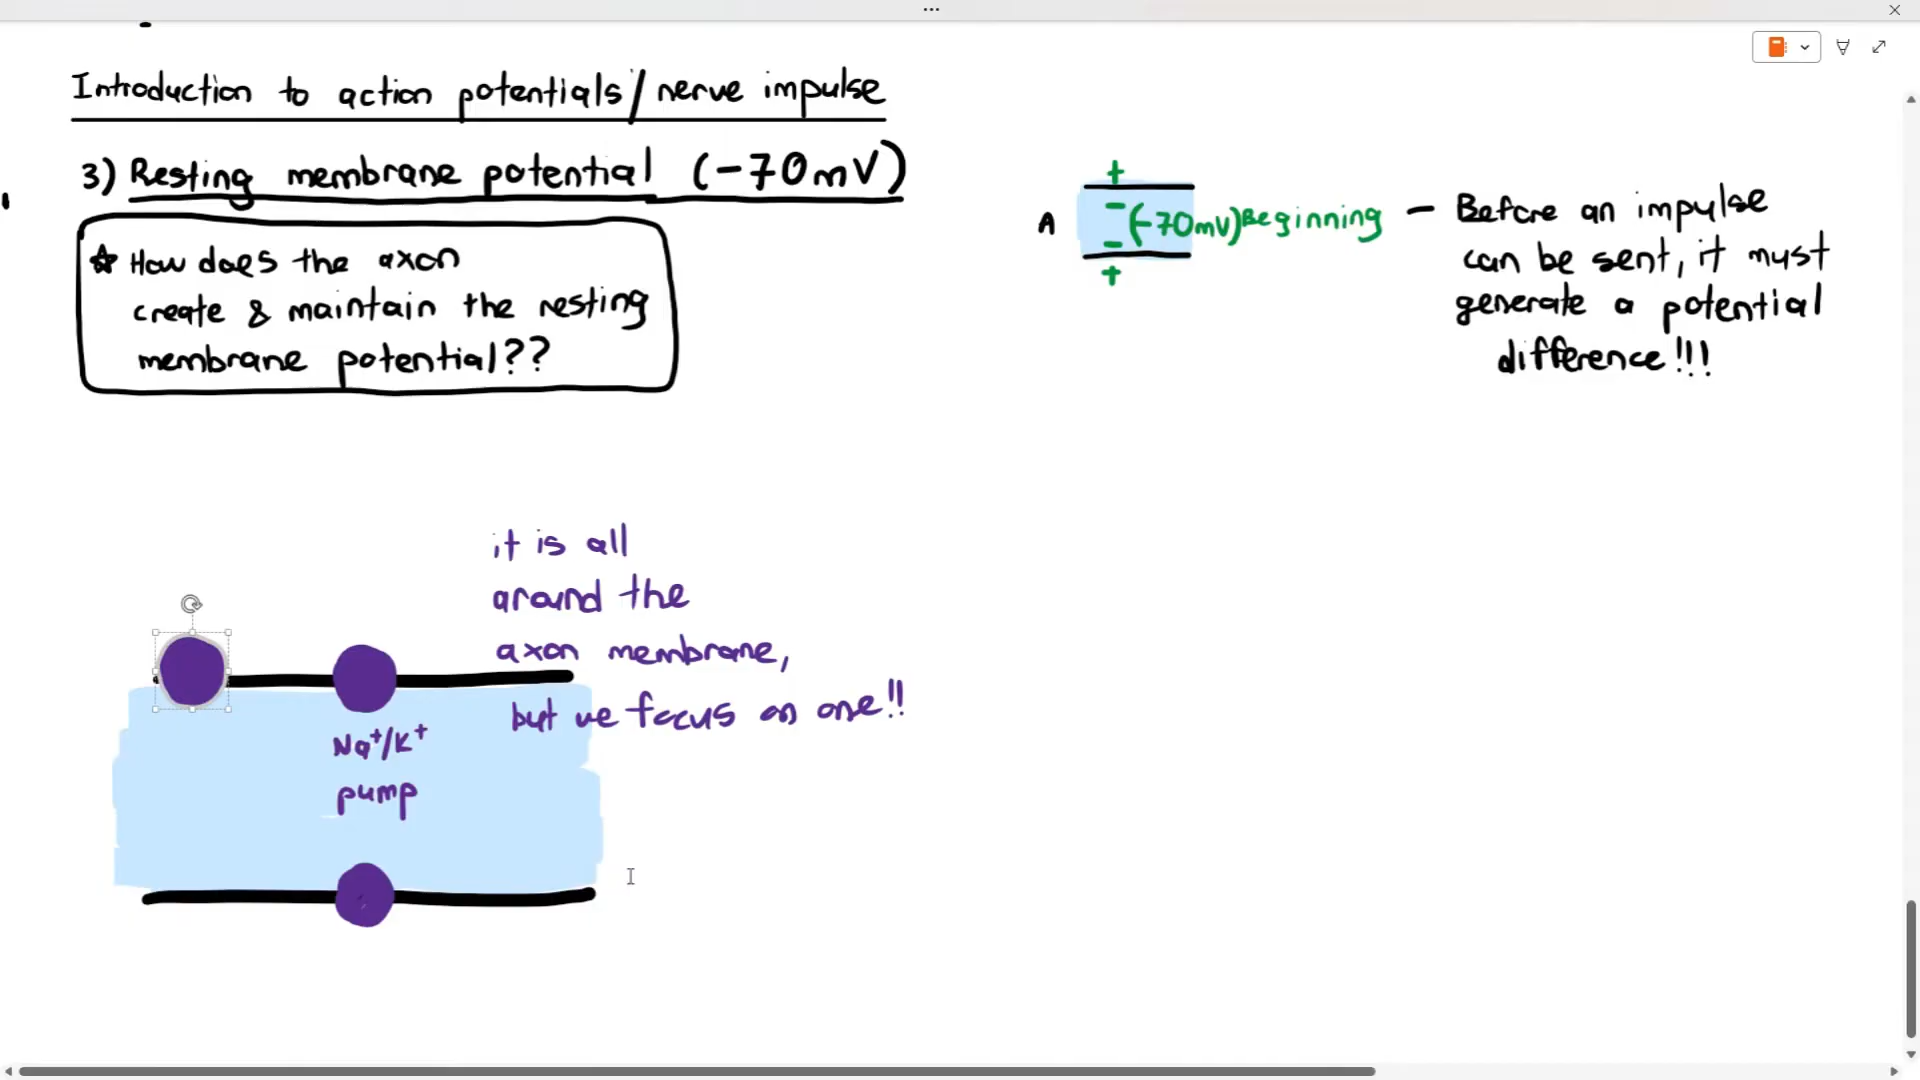 Introduction to action potentials/nerve impulse
3) Resting membrane potential (-70mV)
☆ How does the axon
create & maintain the resting
membrane potential??
+
A - (-70mV) Beginning - Before an impulse
can be sent, it must
generate a potential
difference!!!
-
+
it is all
around the
axon membrane,
but we focus on one!!
Na+/K+
pump